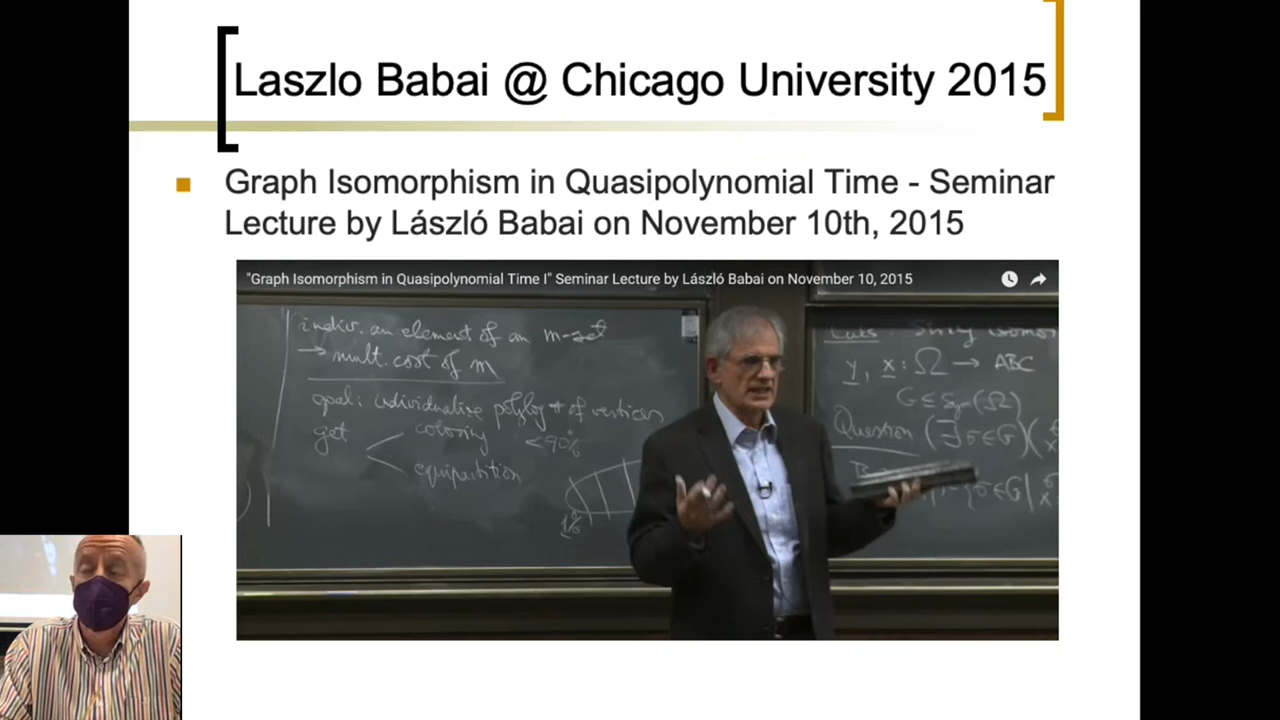 Laszlo Babai @ Chicago University 2015
Graph Isomorphism in Quasipolynomial Time - Seminar
Lecture by László Babai on November 10th, 2015
"Graph Isomorphism in Quasipolynomial Time I" Seminar Lecture by László Babai on November 10, 2015
indiv. an element of an m-set
→ mult. cost of m
goal: individualize polylog # of vertices
get
coloring <90%
equipartition
1%
y, x: Ω → ABC
G ≤ Sym(Ω)
Question (∃σ∈G)(